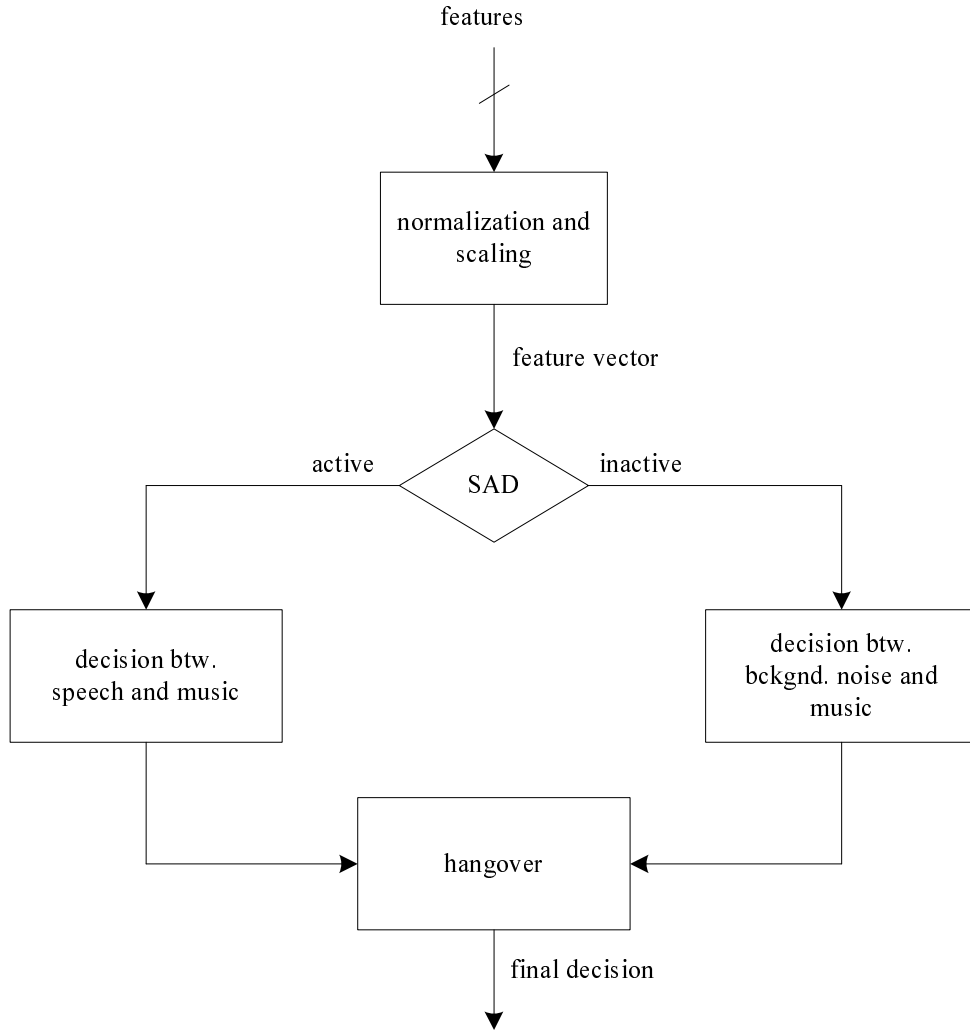 features
normalization and
scaling
feature vector
active
inactive
SAD
decision btw.
speech and music
decision btw.
bckgnd. noise and
music
hangover
final decision